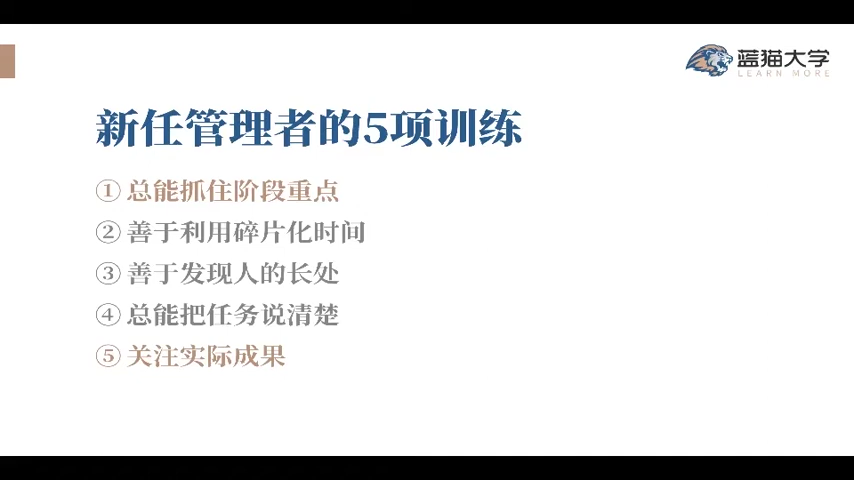 蓝猫大学
LEARN MORE
新任管理者的5项训练
① 总能抓住阶段重点
② 善于利用碎片化时间
③ 善于发现人的长处
④ 总能把任务说清楚
⑤ 关注实际成果